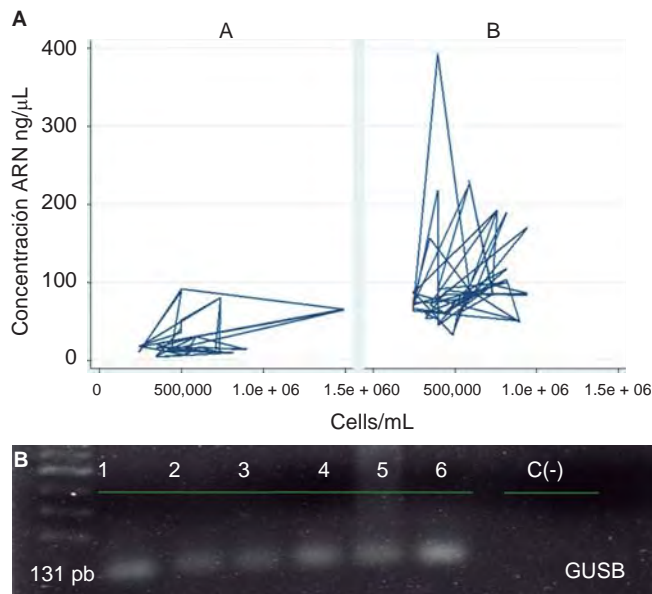 A
A B
400
300
200
100
0
Concentración ARN ng/µL
0 500,000 1.0e + 06 1.5e + 060 500,000 1.0e + 06 1.5e + 06
Cells/mL
B
1 2 3 4 5 6 C(-)
131 pb GUSB